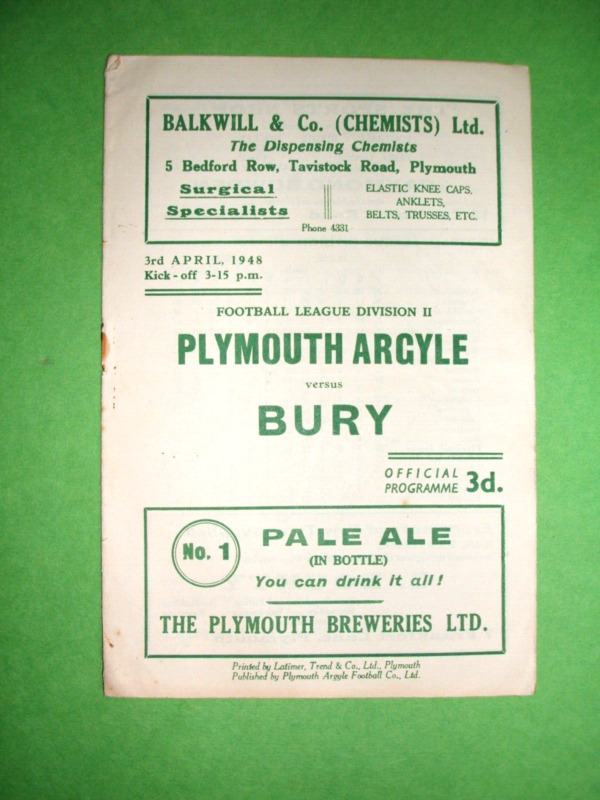 BALKWILL & Co. (CHEMISTS) Ltd.
The Dispensing Chemists
5 Bedford Row, Tavistock Road, Plymouth
Surgical
Specialists
ELASTIC KNEE CAPS,
ANKLETS,
BELTS, TRUSSES, ETC.
Phone 4331
3rd APRIL, 1948
Kick-off 3-15 p.m.
FOOTBALL LEAGUE DIVISION II
PLYMOUTH ARGYLE
versus
BURY
OFFICIAL
PROGRAMME 3d.
No. 1
PALE ALE
(IN BOTTLE)
You can drink it all!
THE PLYMOUTH BREWERIES LTD.
Printed by Latimer, Trend & Co., Ltd., Plymouth
Published by Plymouth Argyle Football Co., Ltd.